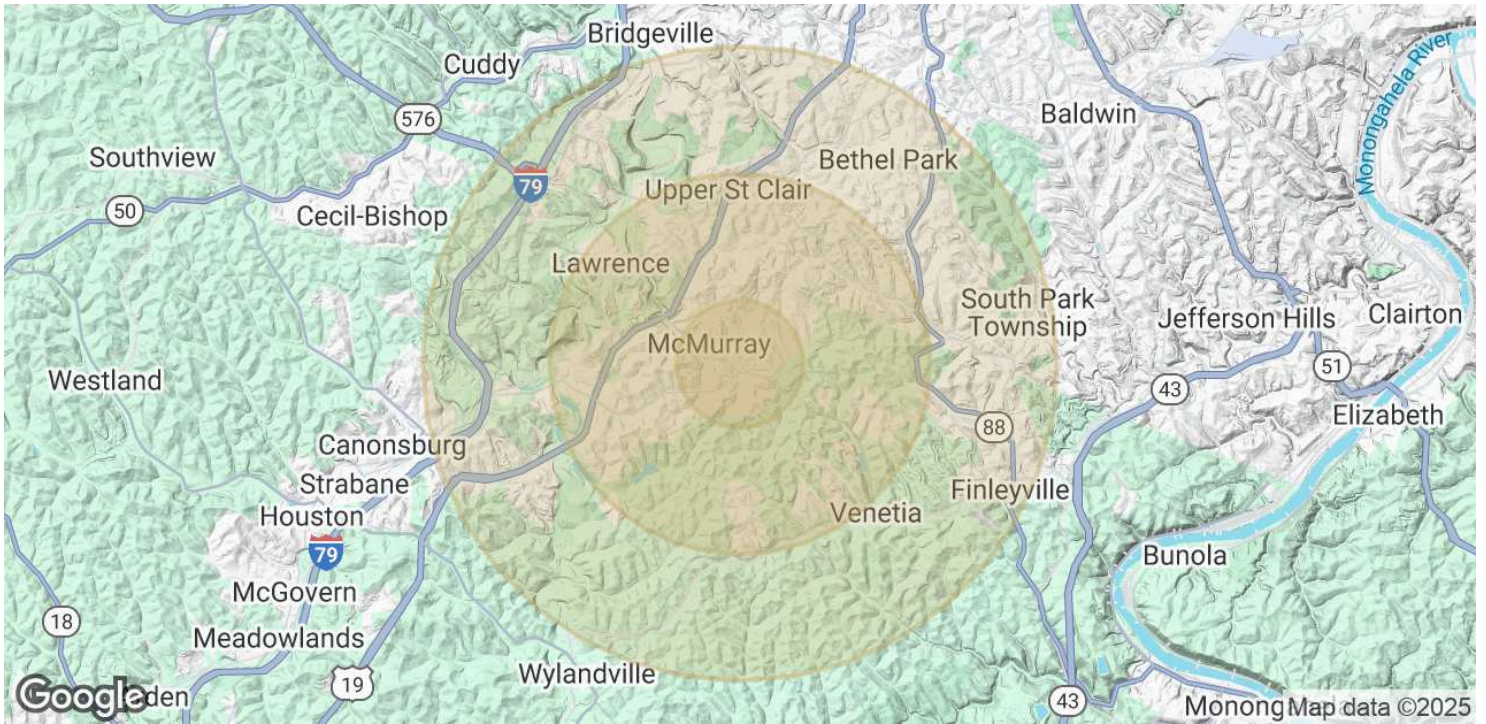 Bridgeville
Cuddy
576
Baldwin
Monongahela River
Southview
Bethel Park
79
Upper St Clair
50
Cecil-Bishop
Lawrence
South Park
Township
Jefferson Hills
Clairton
McMurray
Westland
51
43
Elizabeth
88
Canonsburg
Strabane
Finleyville
Venetia
Houston
79
Bunola
McGovern
18
Meadowlands
Wylandville
19
43
Google
Monong
Map data ©2025